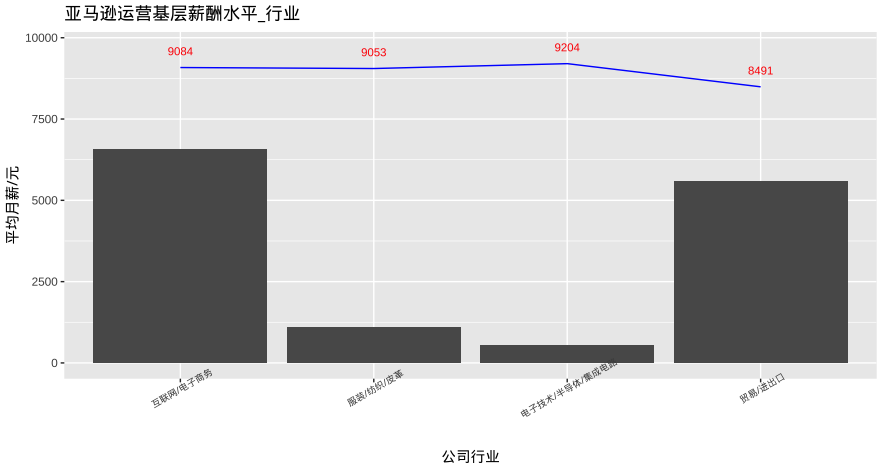 亚马逊运营基层薪酬水平_行业
平均月薪/元
10000
7500
5000
2500
0
9084
9053
9204
8491
互联网/电子商务
服装/纺织/皮革
电子技术/半导体/集成电路
贸易/进出口
公司行业